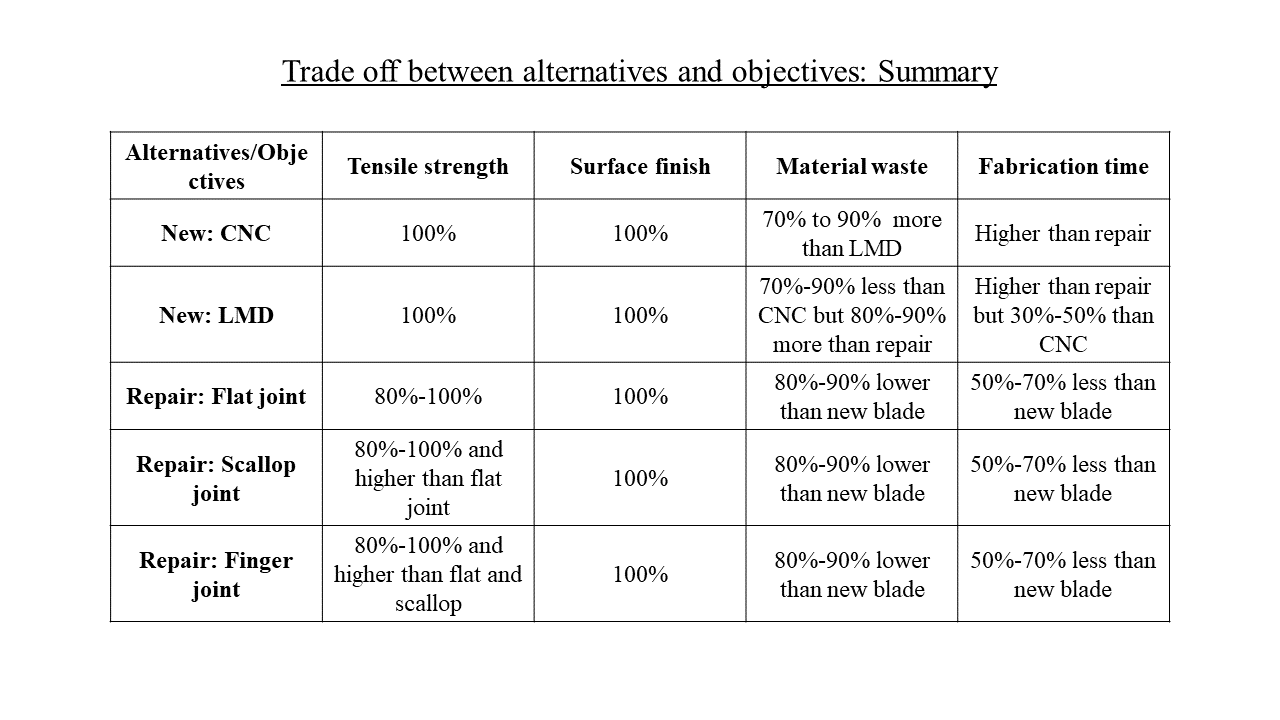 Trade off between alternatives and objectives: Summary
Alternatives/Obje
ctives
Tensile strength
Surface finish
Material waste
Fabrication time
New: CNC
100%
100%
70% to 90%  more
than LMD
Higher than repair
New: LMD
100%
100%
70%-90% less than
CNC but 80%-90%
more than repair
Higher than repair
but 30%-50% than
CNC
Repair: Flat joint
80%-100%
100%
80%-90% lower
than new blade
50%-70% less than
new blade
Repair: Scallop
joint
80%-100% and
higher than flat
joint
100%
80%-90% lower
than new blade
50%-70% less than
new blade
Repair: Finger
joint
80%-100% and
higher than flat and
scallop
100%
80%-90% lower
than new blade
50%-70% less than
new blade